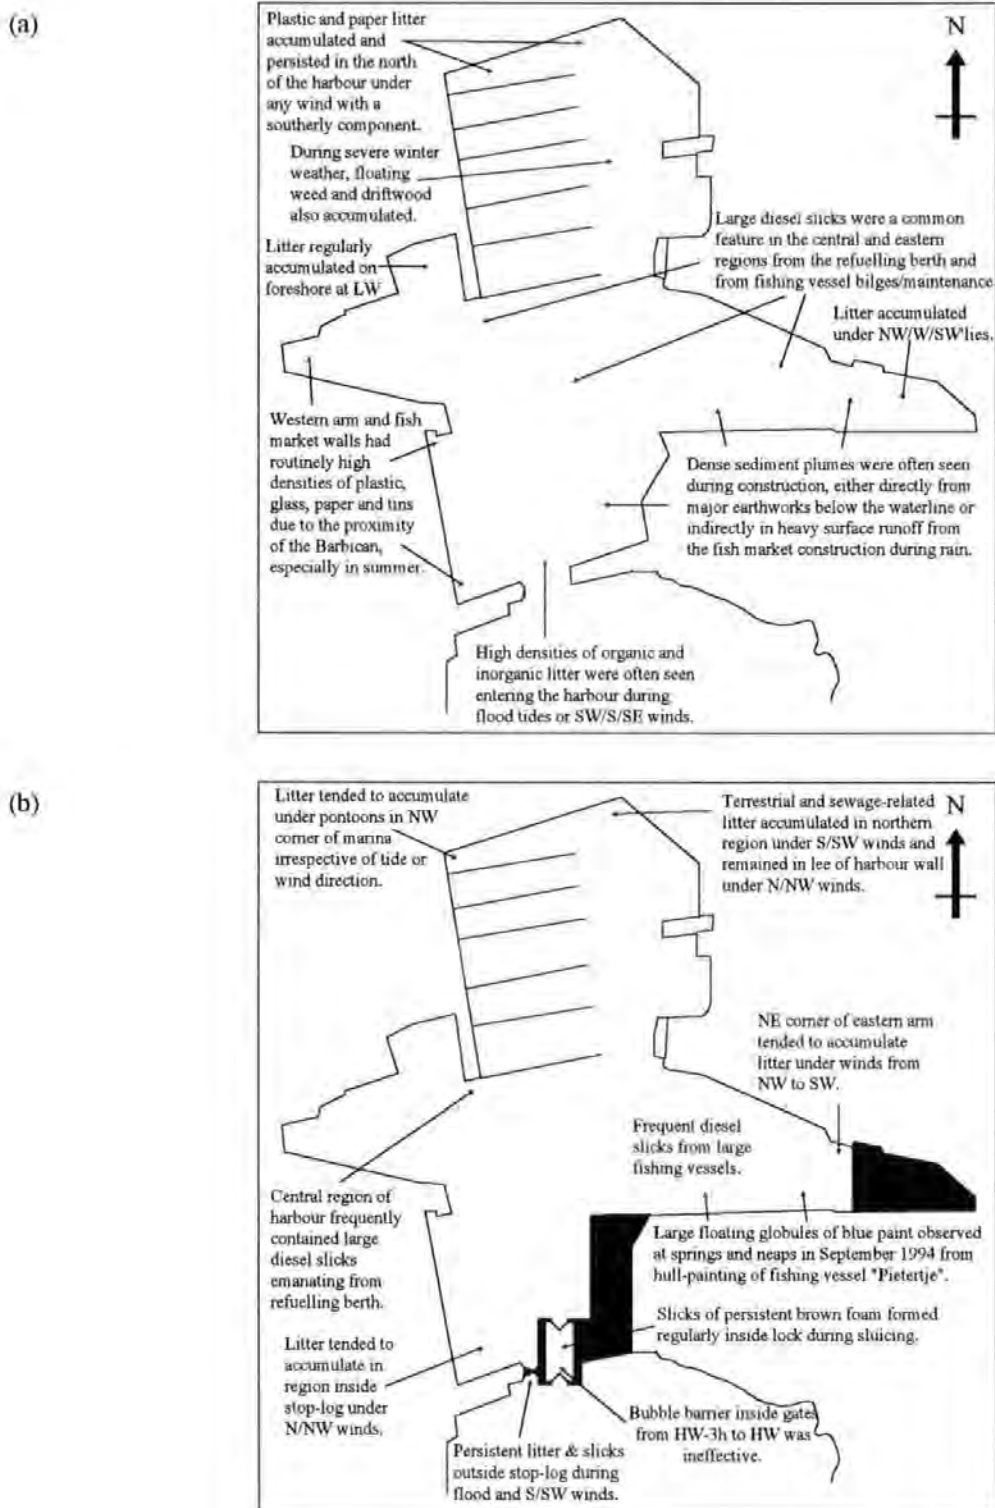 (a)
Plastic and paper litter
accumulated and
persisted in the north
of the harbour under
any wind with a
southerly component.
N
During severe winter
weather, floating
weed and driftwood
also accumulated.
Large diesel slicks were a common
feature in the central and eastern
regions from the refuelling berth and
from fishing vessel bilges/maintenance
Litter regularly
accumulated on
foreshore at LW
Litter accumulated
under NW/W/SW'lies.
Western arm and fish
market walls had
routinely high
densities of plastic,
glass, paper and tins
due to the proximity
of the Barbican,
especially in summer.
Dense sediment plumes were often seen
during construction, either directly from
major earthworks below the waterline or
indirectly in heavy surface runoff from
the fish market construction during rain.
High densities of organic and
inorganic litter were often seen
entering the harbour during
flood tides or SW/S/SE winds.
(b)
Litter tended to accumulate
under pontoons in NW
corner of marina
irrespective of tide or
wind direction.
Terrestrial and sewage-related
litter accumulated in northern
region under S/SW winds and
remained in lee of harbour wall
under N/NW winds.
N
NE corner of eastern arm
tended to accumulate
litter under winds from
NW to SW.
Frequent diesel
slicks from large
fishing vessels.
Central region of
harbour frequently
contained large
diesel slicks
emanating from
refuelling berth.
Large floating globules of blue paint observed
at springs and neaps in September 1994 from
hull-painting of fishing vessel "Pietertje".
Slicks of persistent brown foam formed
regularly inside lock during sluicing.
Litter tended to
accumulate in
region inside
stop-log under
N/NW winds.
Bubble barrier inside gates
from HW-3h to HW was
ineffective.
Persistent litter & slicks
outside stop-log during
flood and S/SW winds.